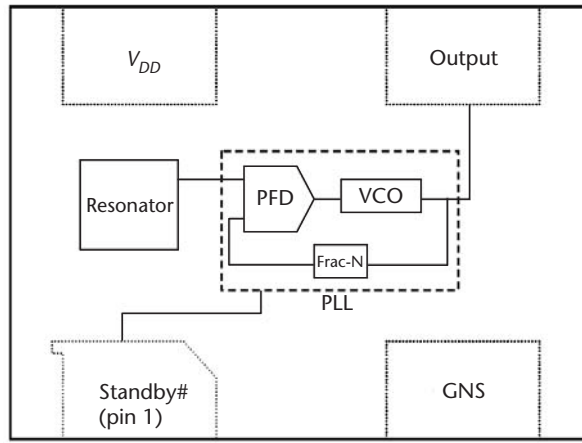 V_DD
Output
Resonator
PFD
VCO
Frac-N
PLL
Standby#
(pin 1)
GNS